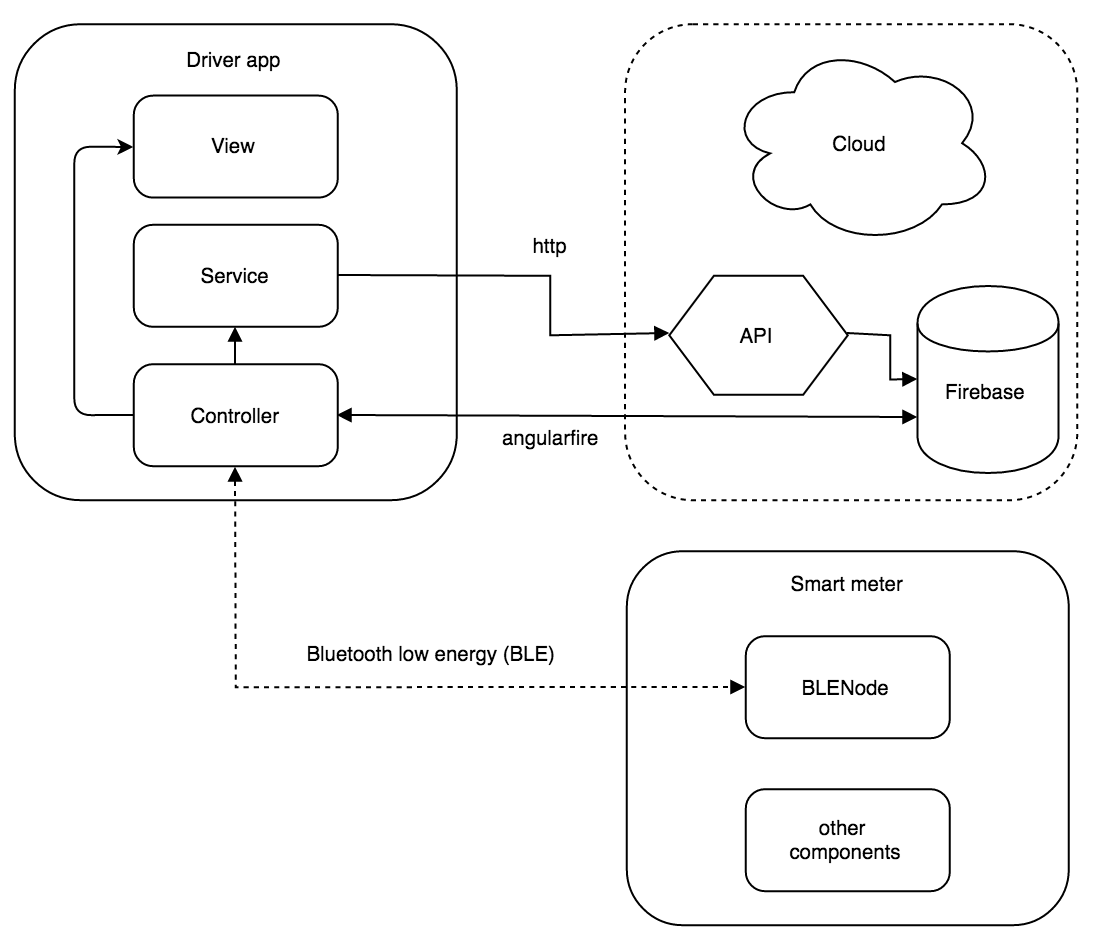 Driver app
View
Service
Controller
http
angularfire
Cloud
API
Firebase
Bluetooth low energy (BLE)
Smart meter
BLENode
other
components